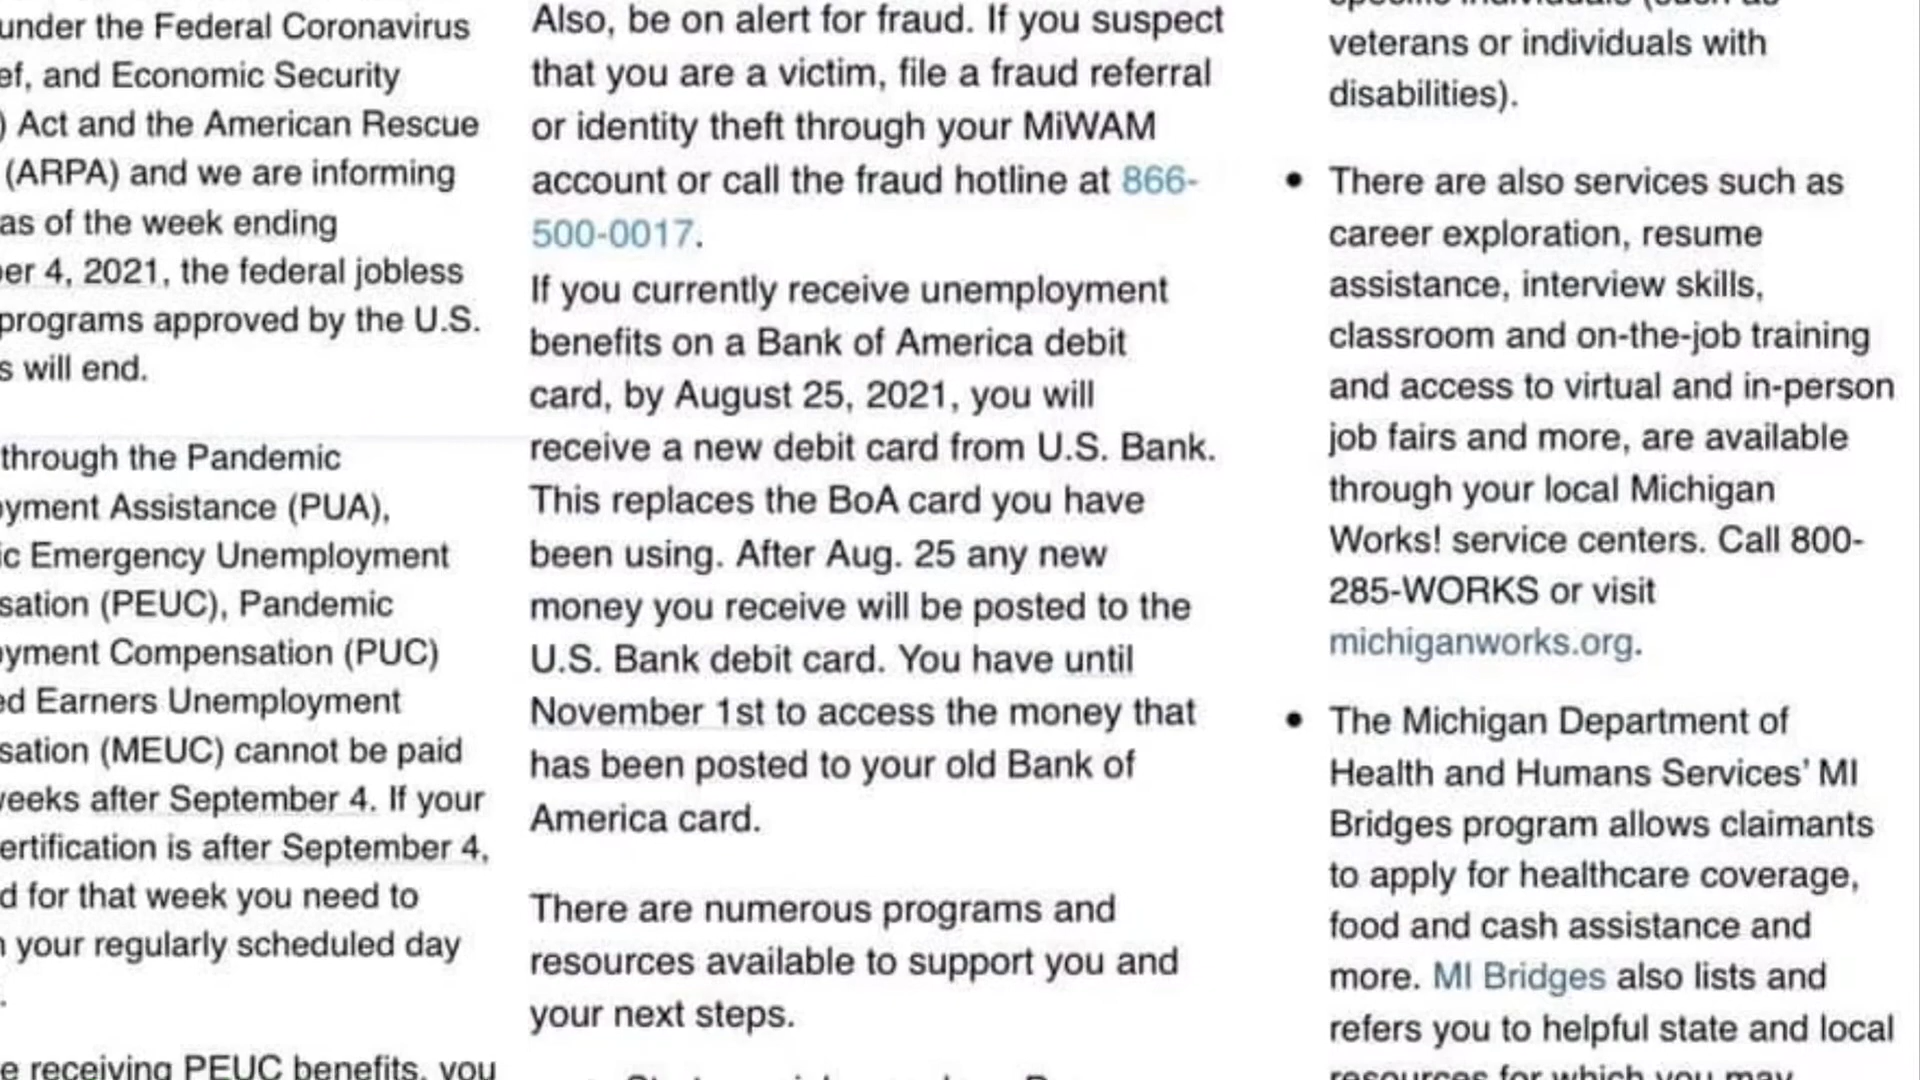 under the Federal Coronavirus
ef, and Economic Security
) Act and the American Rescue
(ARPA) and we are informing
as of the week ending
er 4, 2021, the federal jobless
programs approved by the U.S.
s will end.
through the Pandemic
oyment Assistance (PUA),
ic Emergency Unemployment
sation (PEUC), Pandemic
oyment Compensation (PUC)
ed Earners Unemployment
sation (MEUC) cannot be paid
weeks after September 4. If your
ertification is after September 4,
d for that week you need to
n your regularly scheduled day
.
e receiving PEUC benefits, you
Also, be on alert for fraud. If you suspect
that you are a victim, file a fraud referral
or identity theft through your MiWAM
account or call the fraud hotline at 866-
500-0017.
If you currently receive unemployment
benefits on a Bank of America debit
card, by August 25, 2021, you will
receive a new debit card from U.S. Bank.
This replaces the BoA card you have
been using. After Aug. 25 any new
money you receive will be posted to the
U.S. Bank debit card. You have until
November 1st to access the money that
has been posted to your old Bank of
America card.
There are numerous programs and
resources available to support you and
your next steps.
veterans or individuals with
disabilities).
• There are also services such as
career exploration, resume
assistance, interview skills,
classroom and on-the-job training
and access to virtual and in-person
job fairs and more, are available
through your local Michigan
Works! service centers. Call 800-
285-WORKS or visit
michiganworks.org.
• The Michigan Department of
Health and Humans Services’ MI
Bridges program allows claimants
to apply for healthcare coverage,
food and cash assistance and
more. MI Bridges also lists and
refers you to helpful state and local
resources for which you may